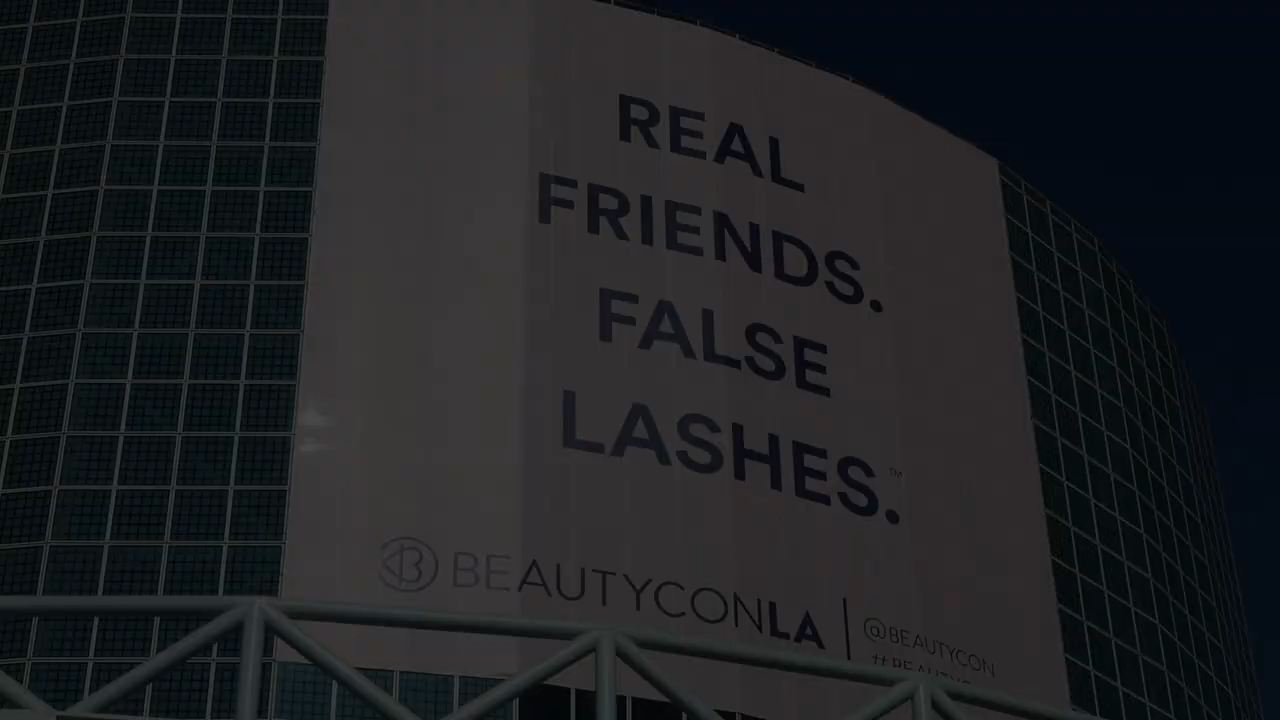 REAL
FRIENDS.
FALSE
LASHES.™
BEAUTYCONLA
@BEAUTYCON